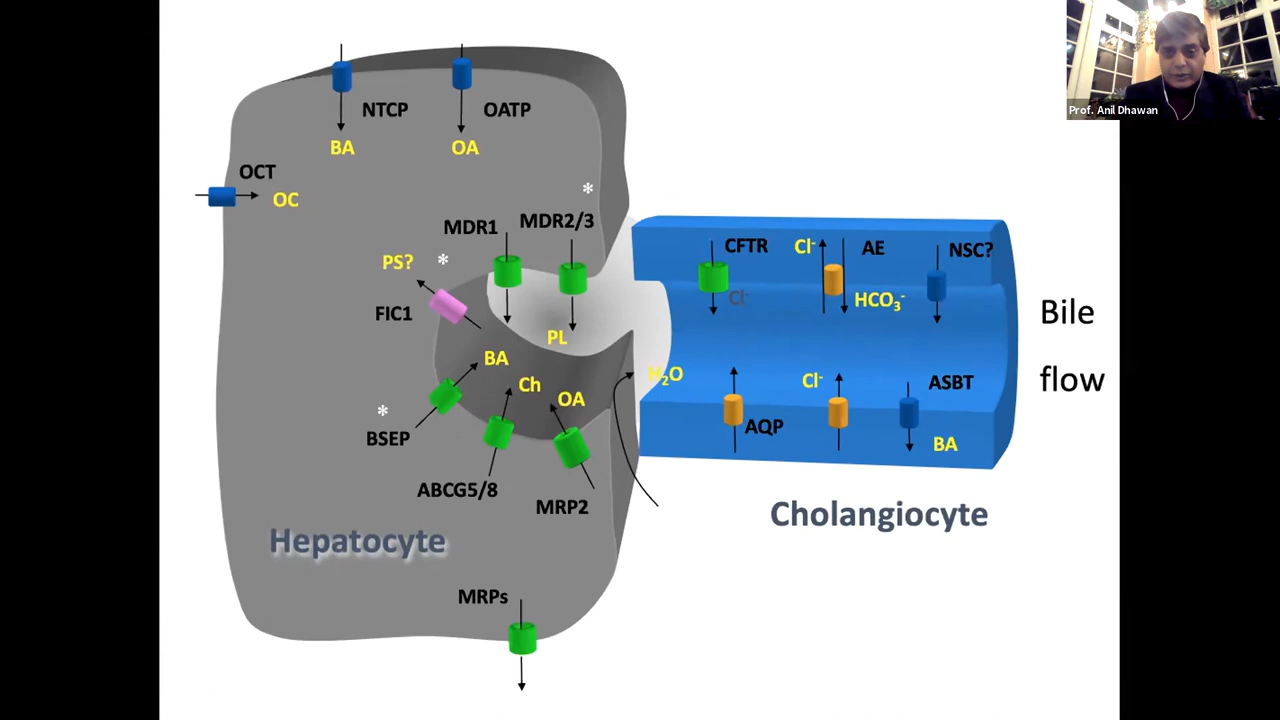 Prof. Anil Dhawan
NTCP
OATP
BA
OA
OCT
OC
*
MDR1
MDR2/3
PS?
*
FIC1
PL
BA
Ch
OA
*
BSEP
ABCG5/8
MRP2
Hepatocyte
MRPs
CFTR
Cl-
Cl-
AE
HCO3-
NSC?
H2O
AQP
Cl-
ASBT
BA
Cholangiocyte
Bile
flow